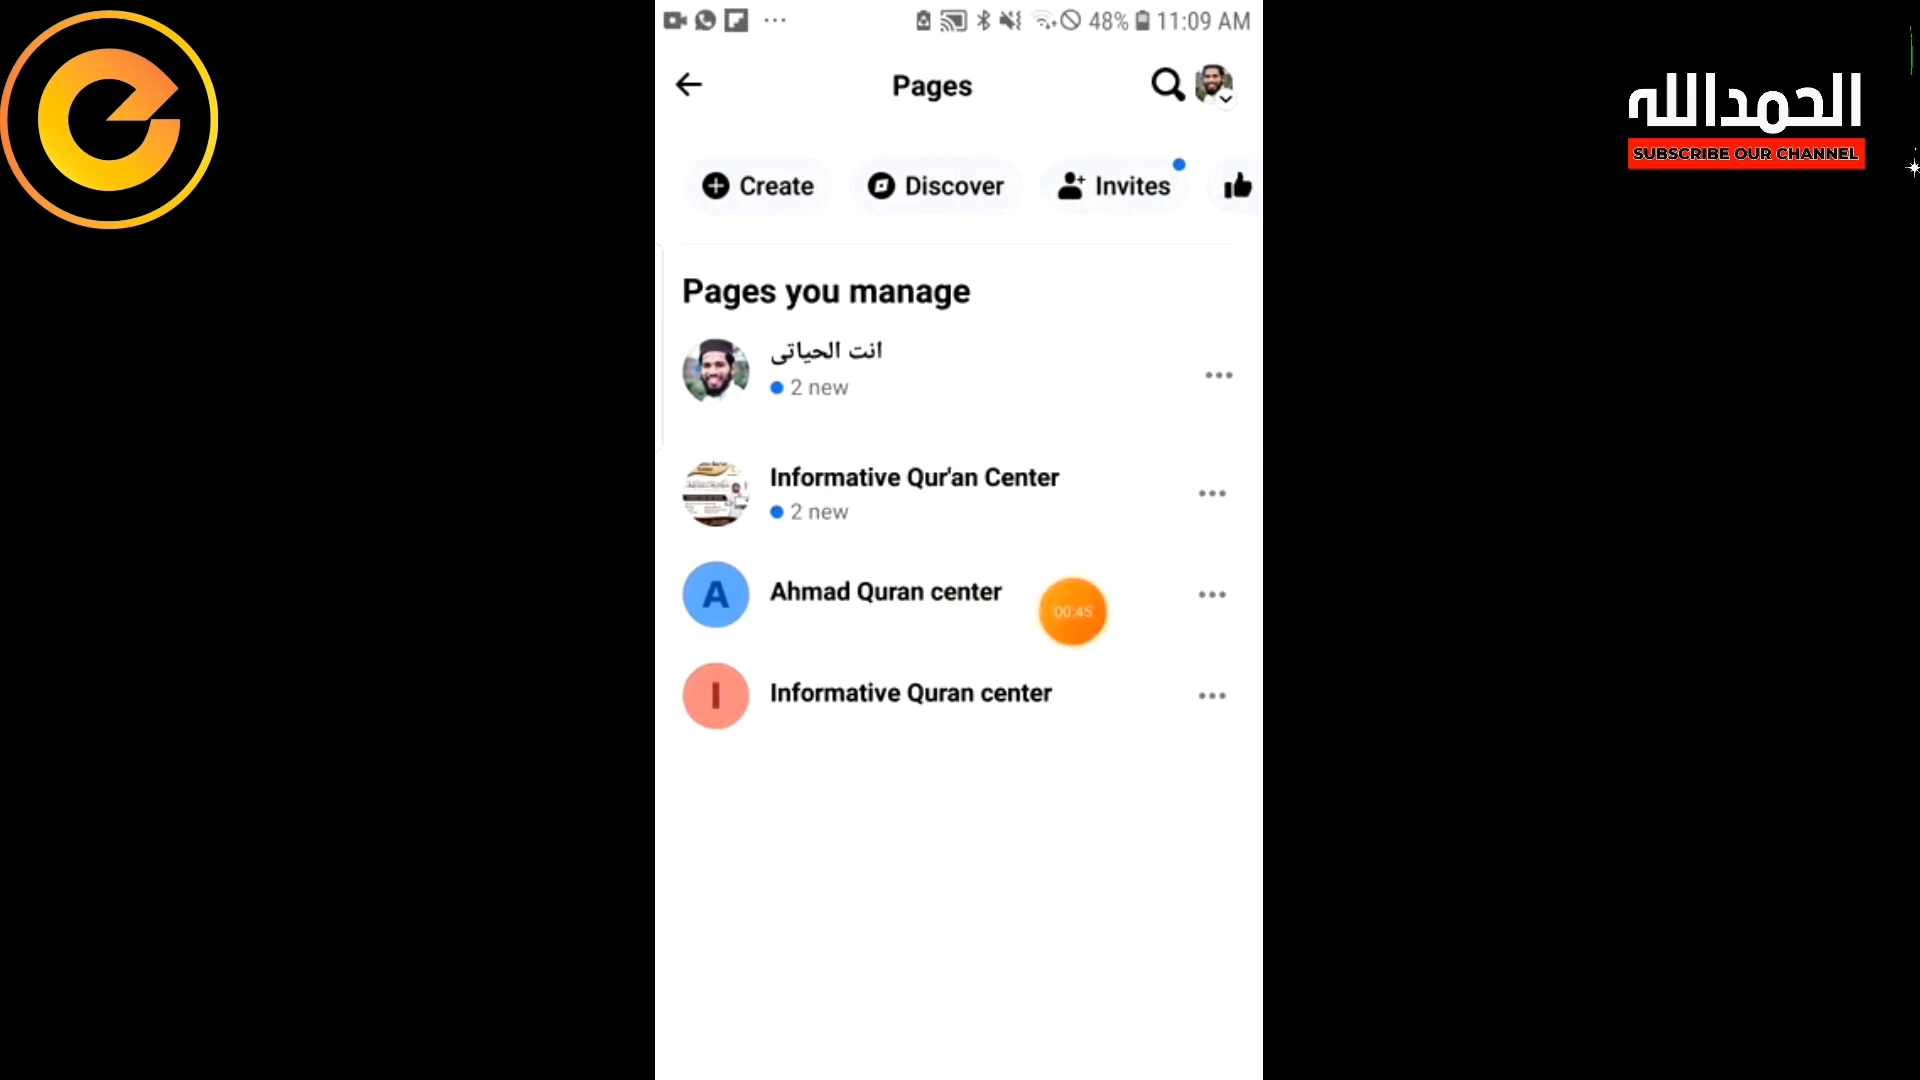 48% 11:09 AM
Pages
الحمدالله
SUBSCRIBE OUR CHANNEL
Create Discover Invites
Pages you manage
انت الحياتى
2 new
Informative Qur'an Center
2 new
A Ahmad Quran center
00:45
I Informative Quran center